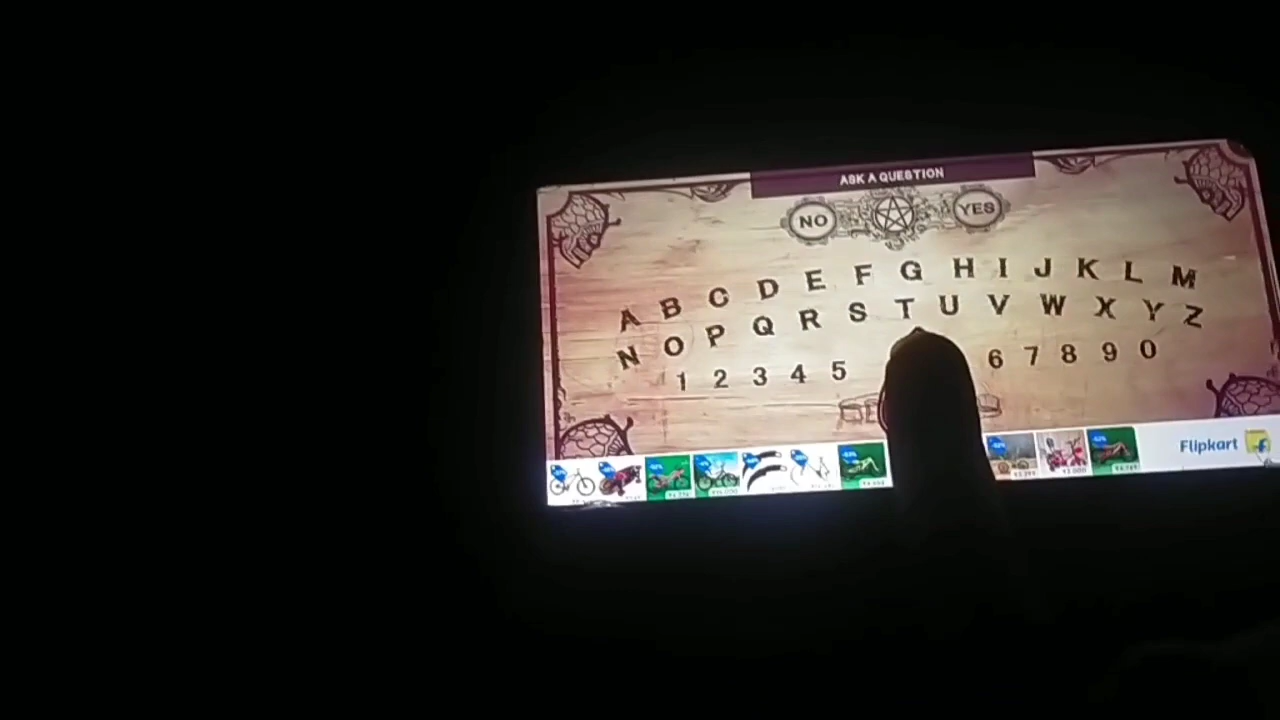 ASK A QUESTION
NO YES
A B C D E F G H I J K L M
N O P Q R S T U V W X Y Z
1 2 3 4 5 6 7 8 9 0
Flipkart